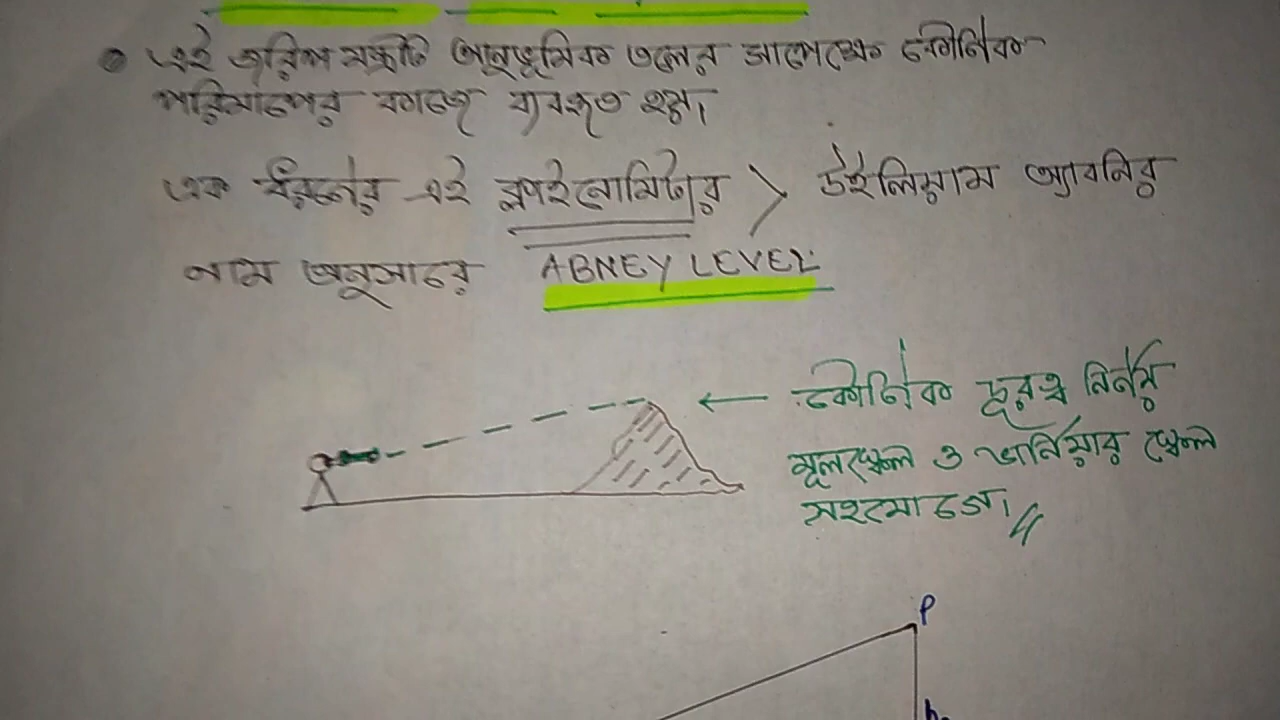 এই জরিপ যন্ত্রটি আনুভূমিক তলের সাপেক্ষে কৌণিক
পরিমাপের কাজে ব্যবহৃত হয়।
এক ধরনের এই ক্লাইনোমিটার > উইলিয়াম অ্যাবনির
নাম অনুসারে ABNEY LEVEL
← কৌণিক দূরত্ব নির্ণয়
মূলস্কেল ও ভার্নিয়ার স্কেল
সহযোগে।
P
h